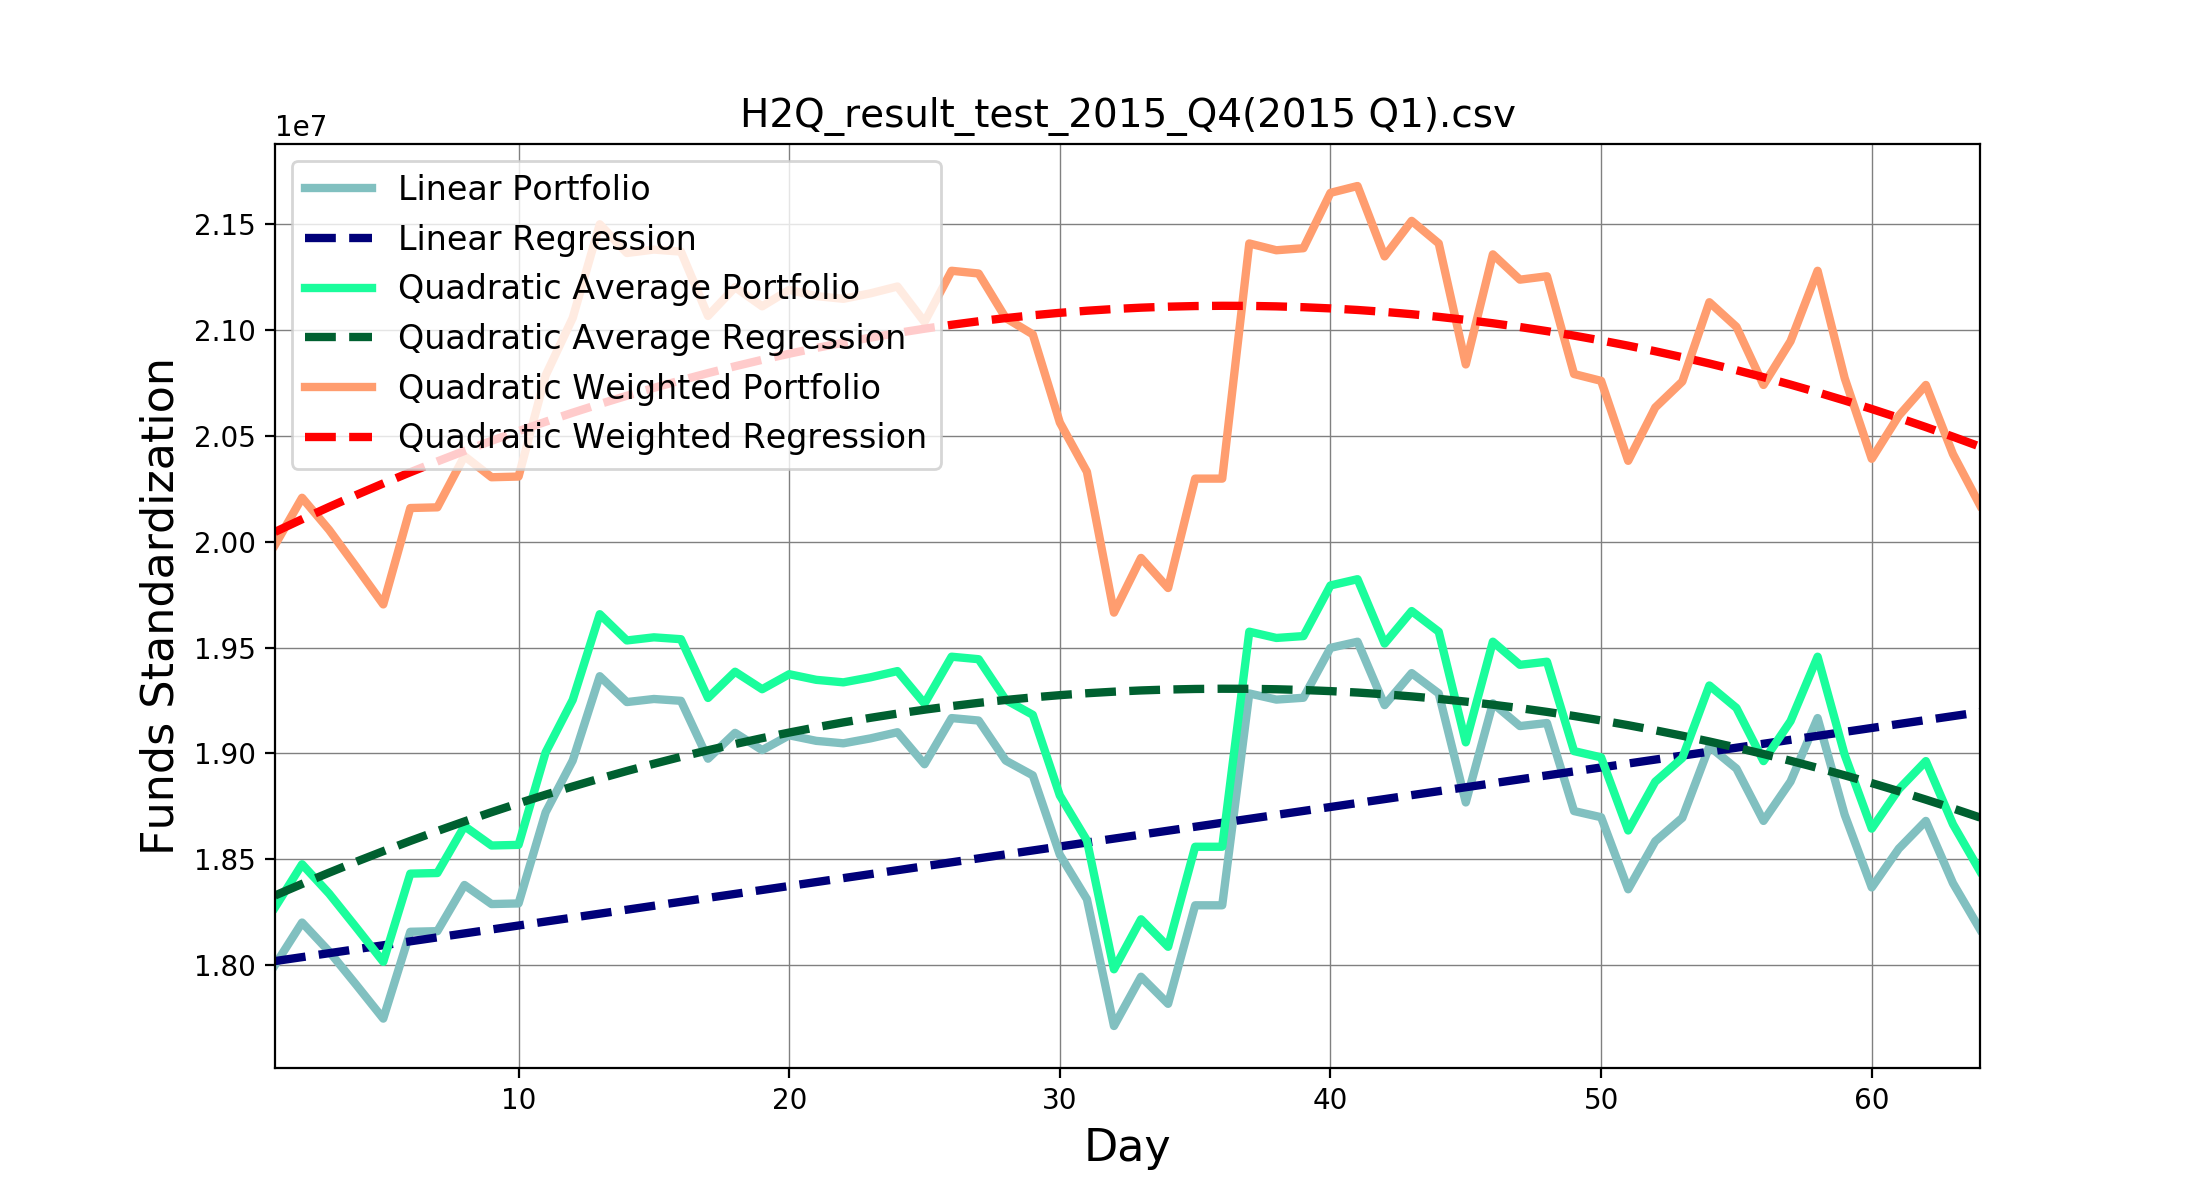 H2Q_result_test_2015_Q4(2015 Q1).csv
1e7
Linear Portfolio
Linear Regression
Quadratic Average Portfolio
Quadratic Average Regression
Quadratic Weighted Portfolio
Quadratic Weighted Regression
Funds Standardization
2.15
2.10
2.05
2.00
1.95
1.90
1.85
1.80
10 20 30 40 50 60
Day